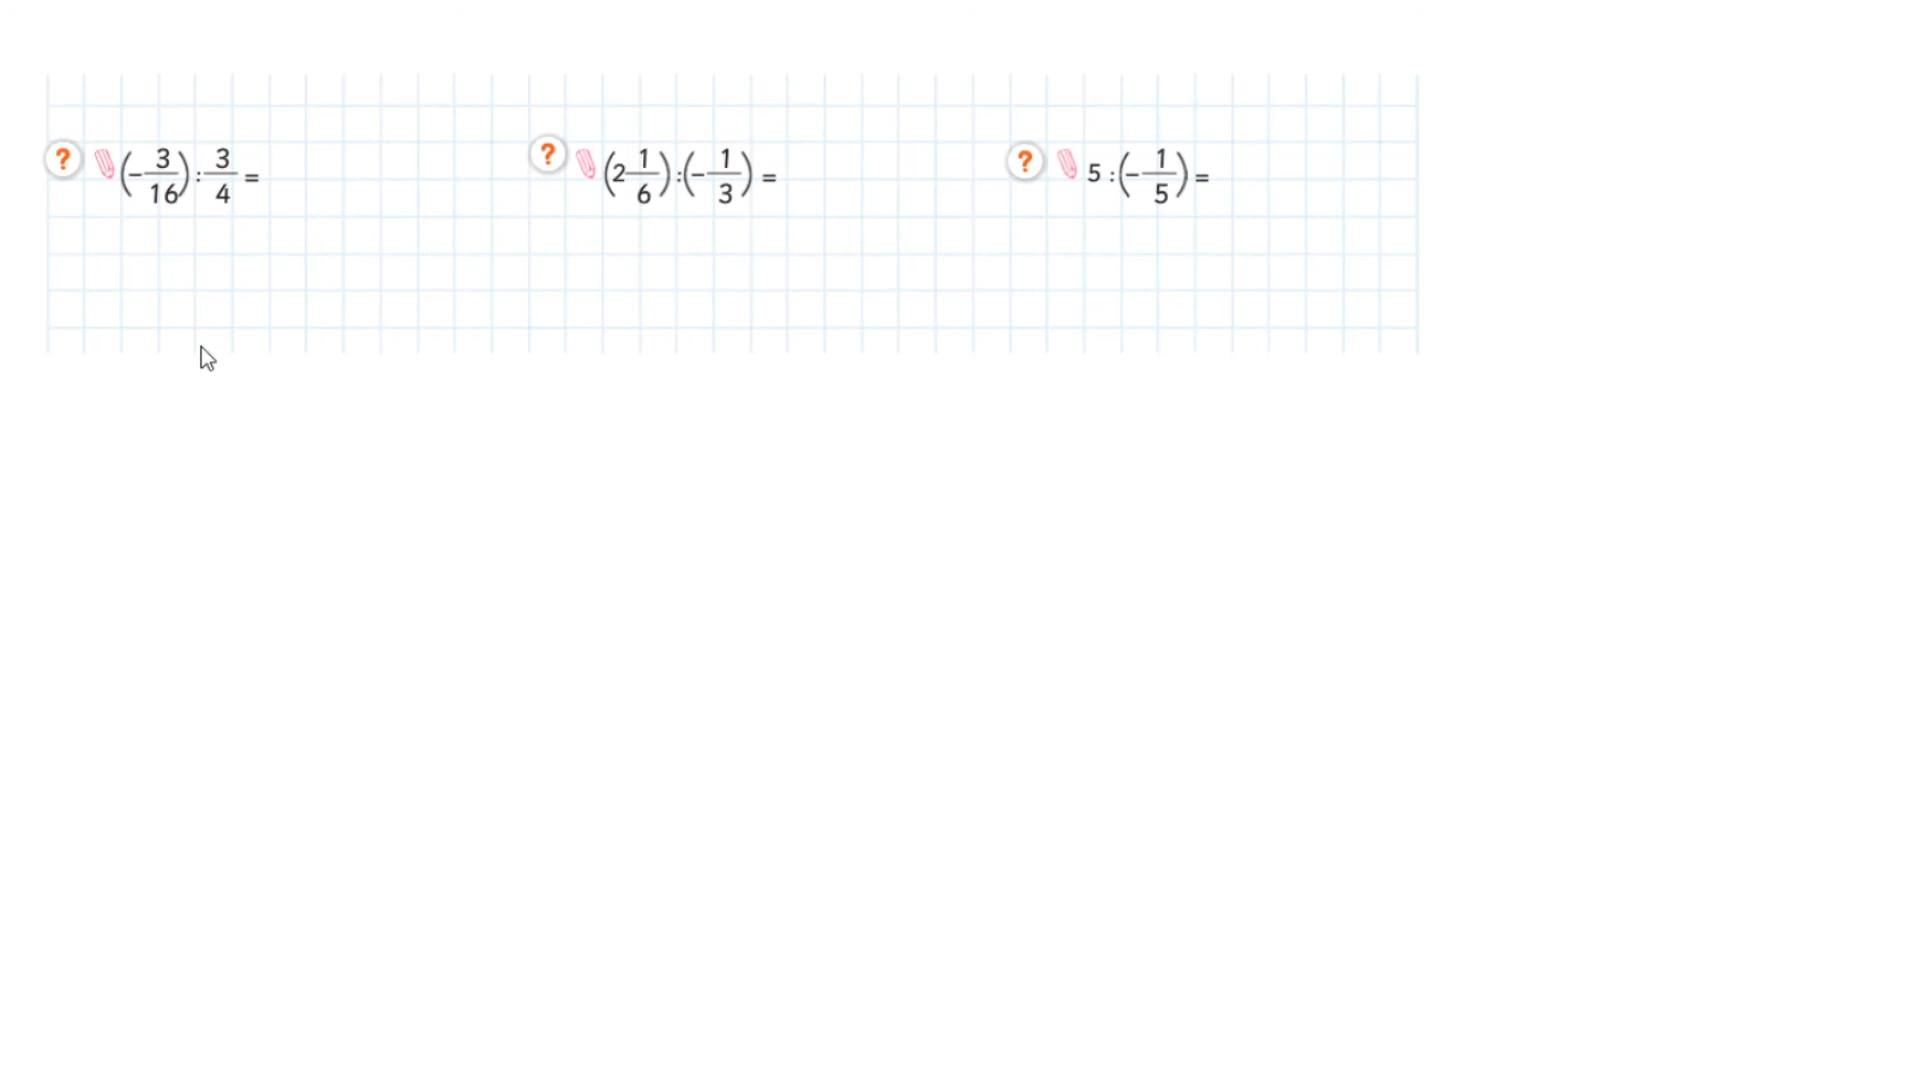 ? (-3/16):3/4= ? (2 1/6):(-1/3)= ? 5:(-1/5)=